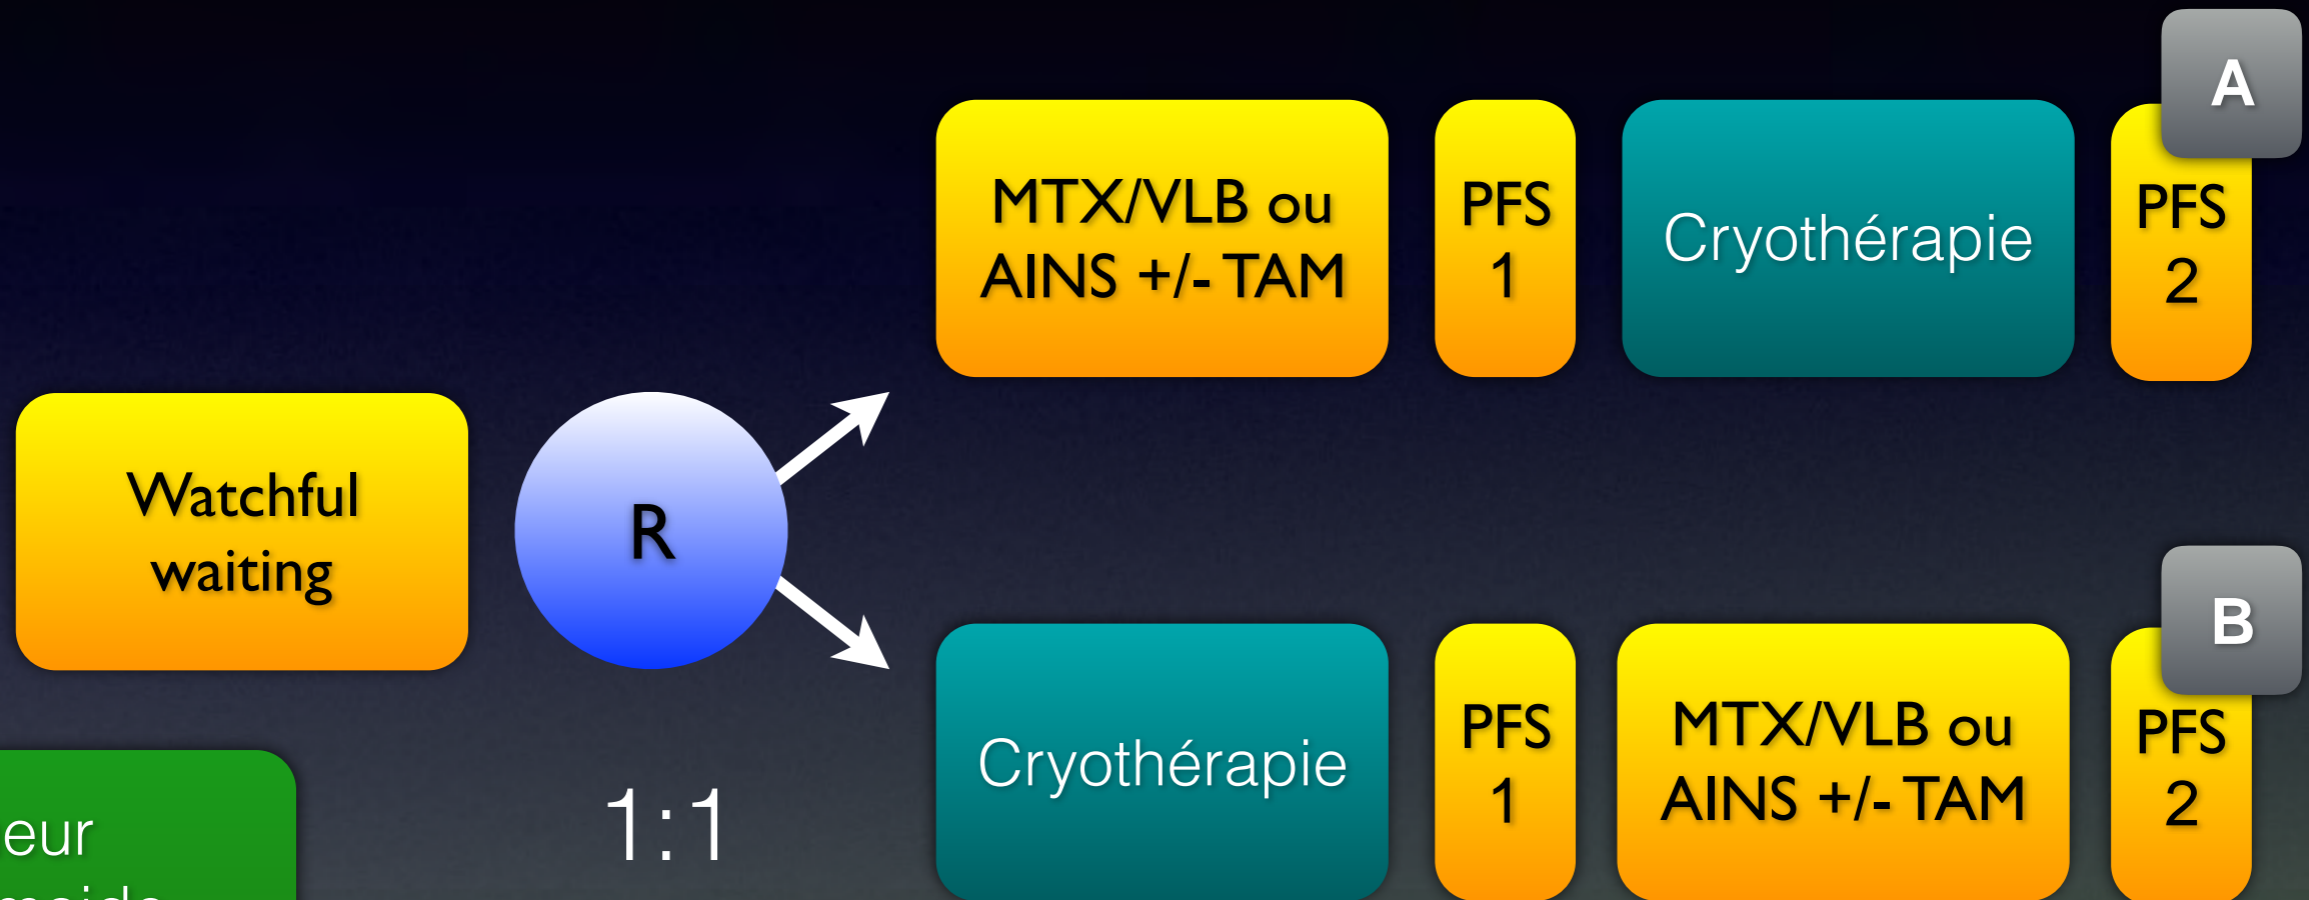 A
MTX/VLB ou
AINS +/- TAM
PFS
1
Cryothérapie
PFS
2
Watchful
waiting
R
1:1
B
Cryothérapie
PFS
1
MTX/VLB ou
AINS +/- TAM
PFS
2
eur